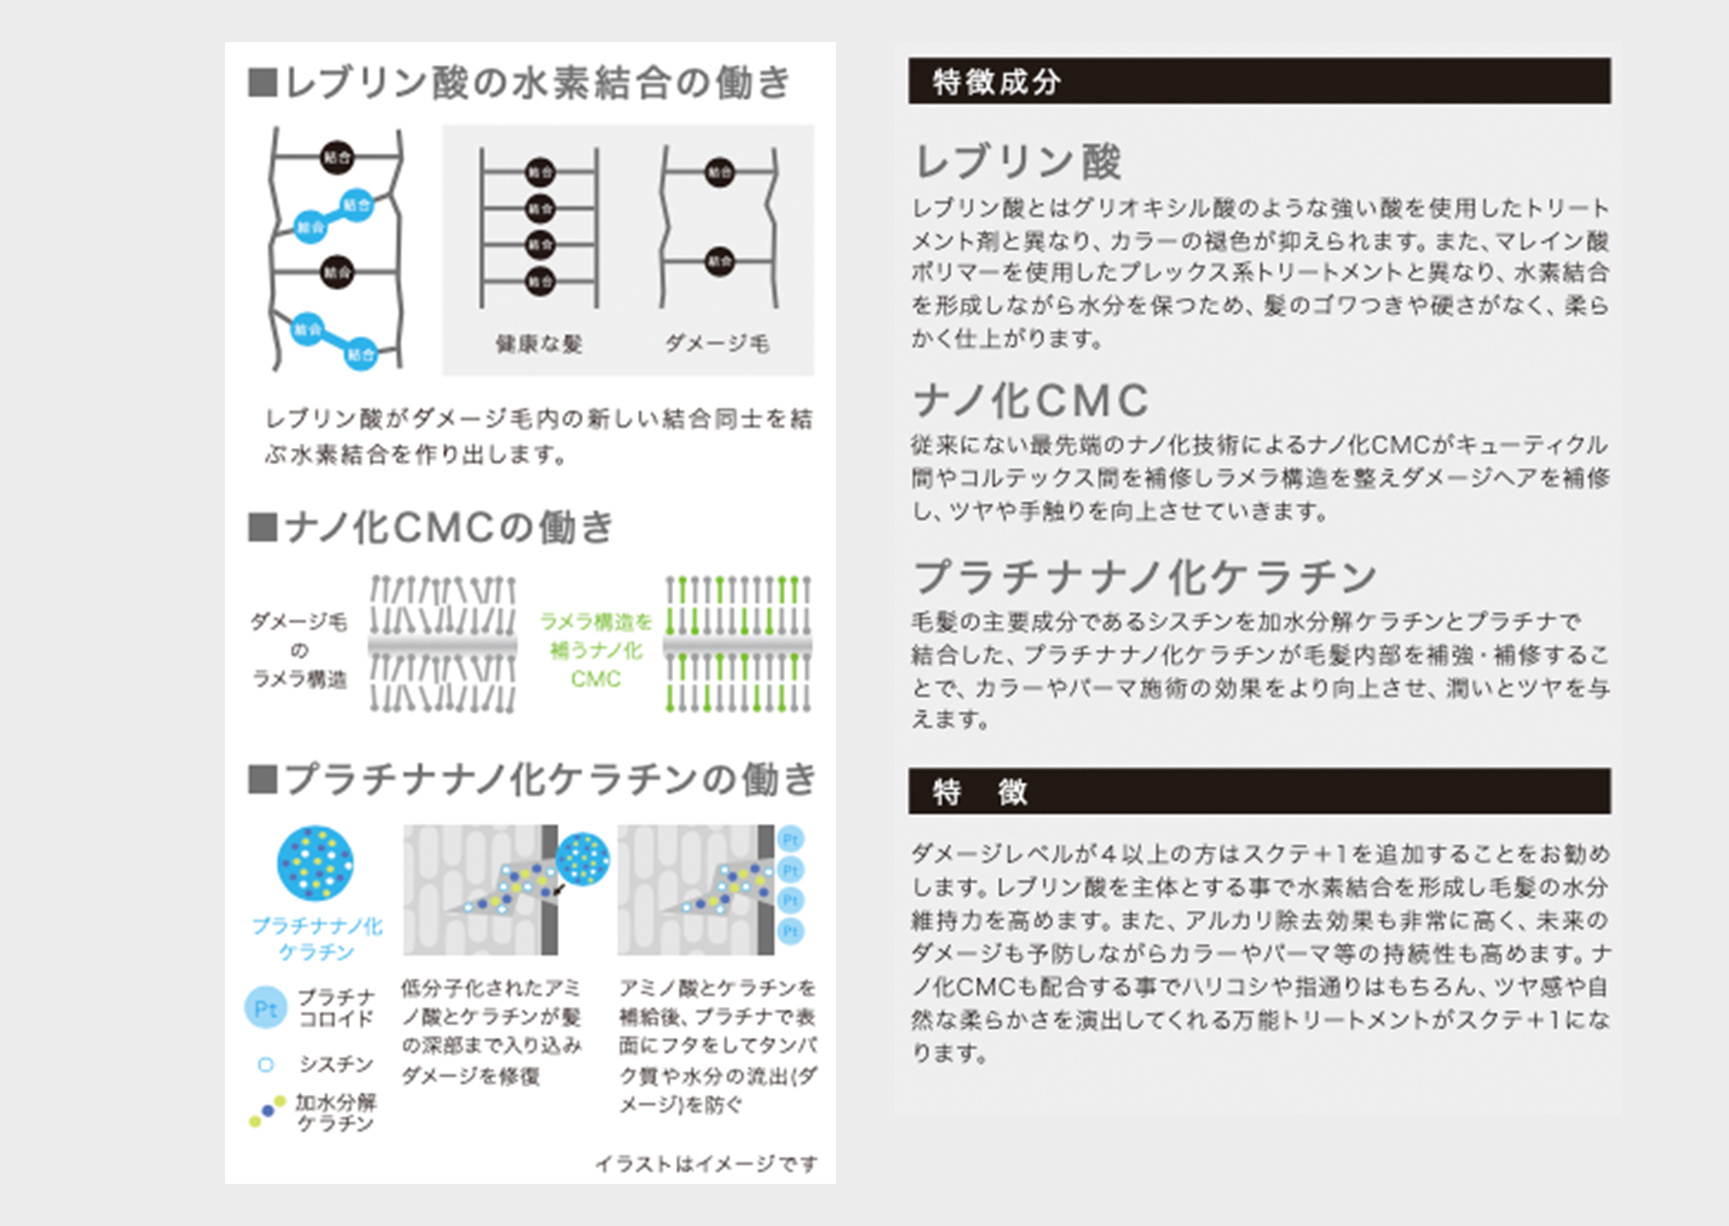 ■レブリン酸の水素結合の働き
結合
結合
結合
結合
結合
結合
結合
結合
結合
結合
結合
結合
健康な髪
ダメージ毛
レブリン酸がダメージ毛内の新しい結合同士を結
ぶ水素結合を作り出します。
■ナノ化CMCの働き
ダメージ毛
の
ラメラ構造
ラメラ構造を
補うナノ化
CMC
■プラチナナノ化ケラチンの働き
プラチナナノ化
ケラチン
Pt
Pt
Pt
Pt
Pt
プラチナ
コロイド
シスチン
加水分解
ケラチン
低分子化されたアミ
ノ酸とケラチンが髪
の深部まで入り込み
ダメージを修復
アミノ酸とケラチンを
補給後、プラチナで表
面にフタをしてタンパ
ク質や水分の流出(ダ
メージ)を防ぐ
イラストはイメージです
特徴成分
レブリン酸
レブリン酸とはグリオキシル酸のような強い酸を使用したトリート
メント剤と異なり、カラーの褪色が抑えられます。また、マレイン酸
ポリマーを使用したプレックス系トリートメントと異なり、水素結合
を形成しながら水分を保つため、髪のゴワつきや硬さがなく、柔ら
かく仕上がります。
ナノ化CMC
従来にない最先端のナノ化技術によるナノ化CMCがキューティクル
間やコルテックス間を補修しラメラ構造を整えダメージヘアを補修
し、ツヤや手触りを向上させていきます。
プラチナナノ化ケラチン
毛髪の主要成分であるシスチンを加水分解ケラチンとプラチナで
結合した、プラチナナノ化ケラチンが毛髪内部を補強・補修するこ
とで、カラーやパーマ施術の効果をより向上させ、潤いとツヤを与
えます。
特 徴
ダメージレベルが4以上の方はスクテ+1を追加することをお勧め
します。レブリン酸を主体とする事で水素結合を形成し毛髪の水分
維持力を高めます。また、アルカリ除去効果も非常に高く、未来の
ダメージも予防しながらカラーやパーマ等の持続性も高めます。ナ
ノ化CMCも配合する事でハリコシや指通りはもちろん、ツヤ感や自
然な柔らかさを演出してくれる万能トリートメントがスクテ+1にな
ります。